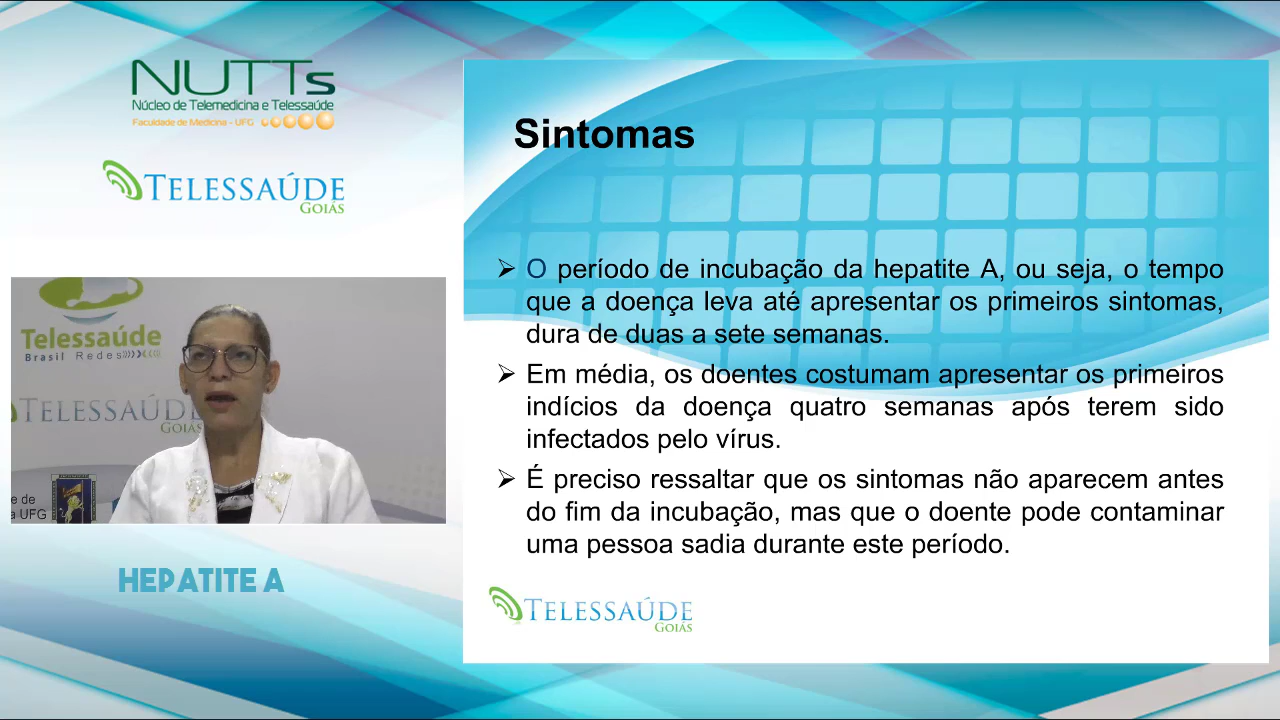 NUTTs
Núcleo de Telemedicina e Telessaúde
Faculdade de Medicina - UFG
TELESSAÚDE
GOIÁS
Telessaúde
Brasil Redes
TELESSAÚDE
GOIÁS
e de
a UFG
HEPATITE A
Sintomas
O período de incubação da hepatite A, ou seja, o tempo
que a doença leva até apresentar os primeiros sintomas,
dura de duas a sete semanas.
Em média, os doentes costumam apresentar os primeiros
indícios da doença quatro semanas após terem sido
infectados pelo vírus.
É preciso ressaltar que os sintomas não aparecem antes
do fim da incubação, mas que o doente pode contaminar
uma pessoa sadia durante este período.
TELESSAÚDE
GOIÁS